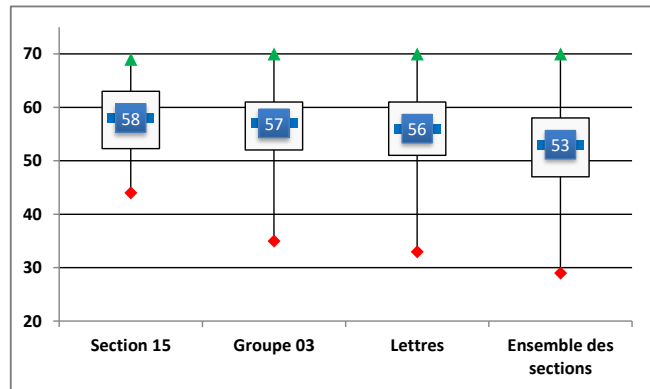 70
60
50
40
30
20
58
57
56
53
Section 15
Groupe 03
Lettres
Ensemble des
sections